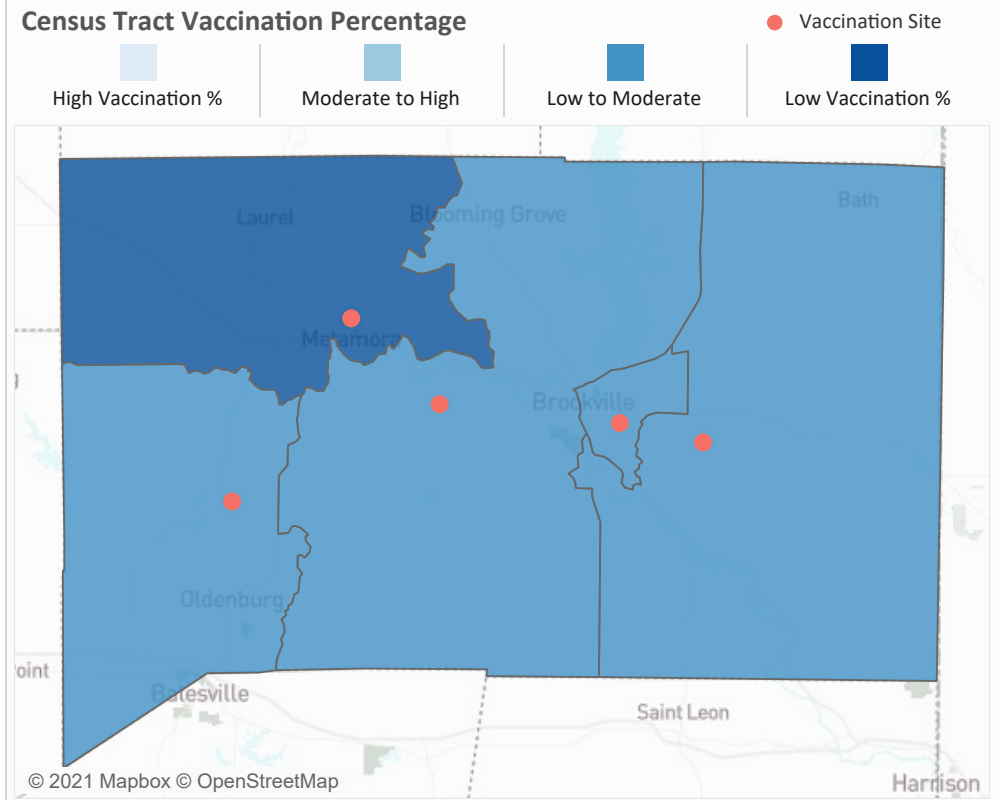 Census Tract Vaccination Percentage
Vaccination Site
High Vaccination %
Moderate to High
Low to Moderate
Low Vaccination %
Bath
Laurel
Blooming Grove
Metamora
Brookville
Oldenburg
oint
Batesville
Saint Leon
Harrison
© 2021 Mapbox © OpenStreetMap